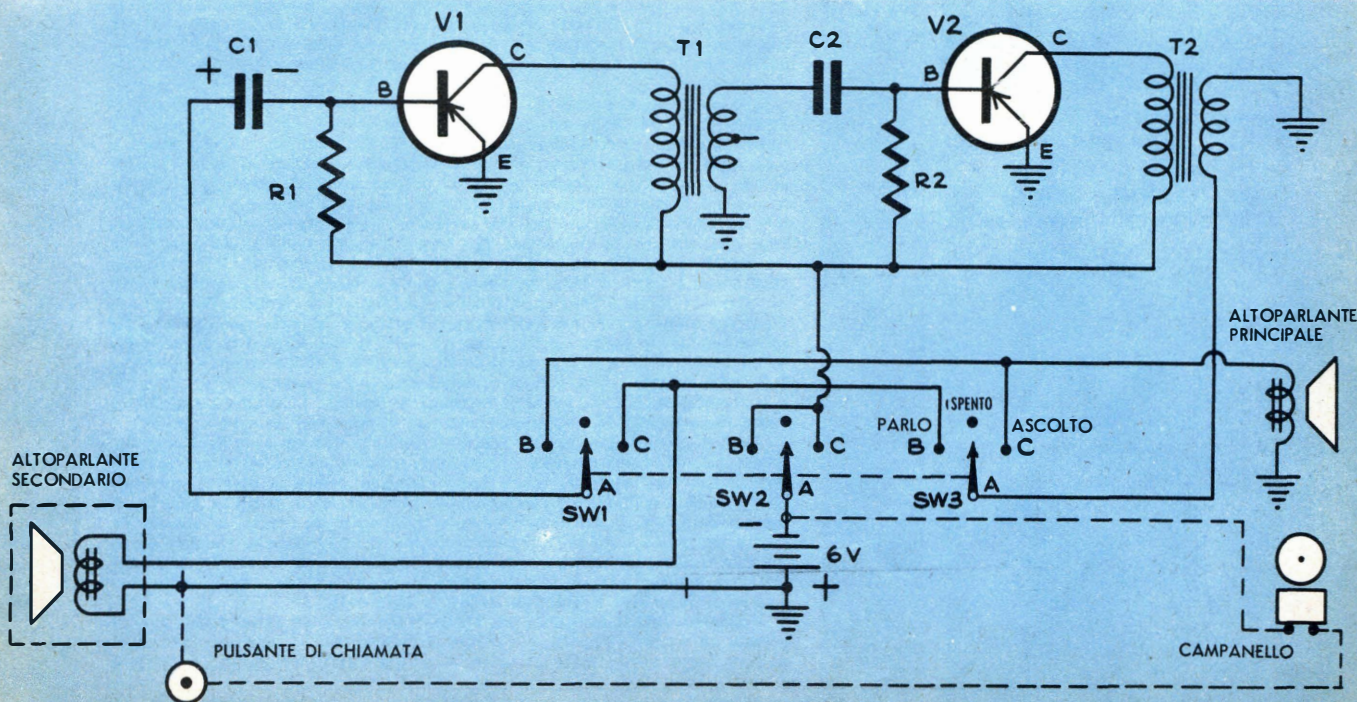 V1
V2
C1
C
T1
C2
C
T2
+
−
B
B
E
E
R1
R2
ALTOPARLANTE
PRINCIPALE
SPENTO
PARLO
ASCOLTO
B
C
B
C
B
C
ALTOPARLANTE
SECONDARIO
A
A
A
SW1
SW2
SW3
−
6V
+
PULSANTE DI CHIAMATA
CAMPANELLO